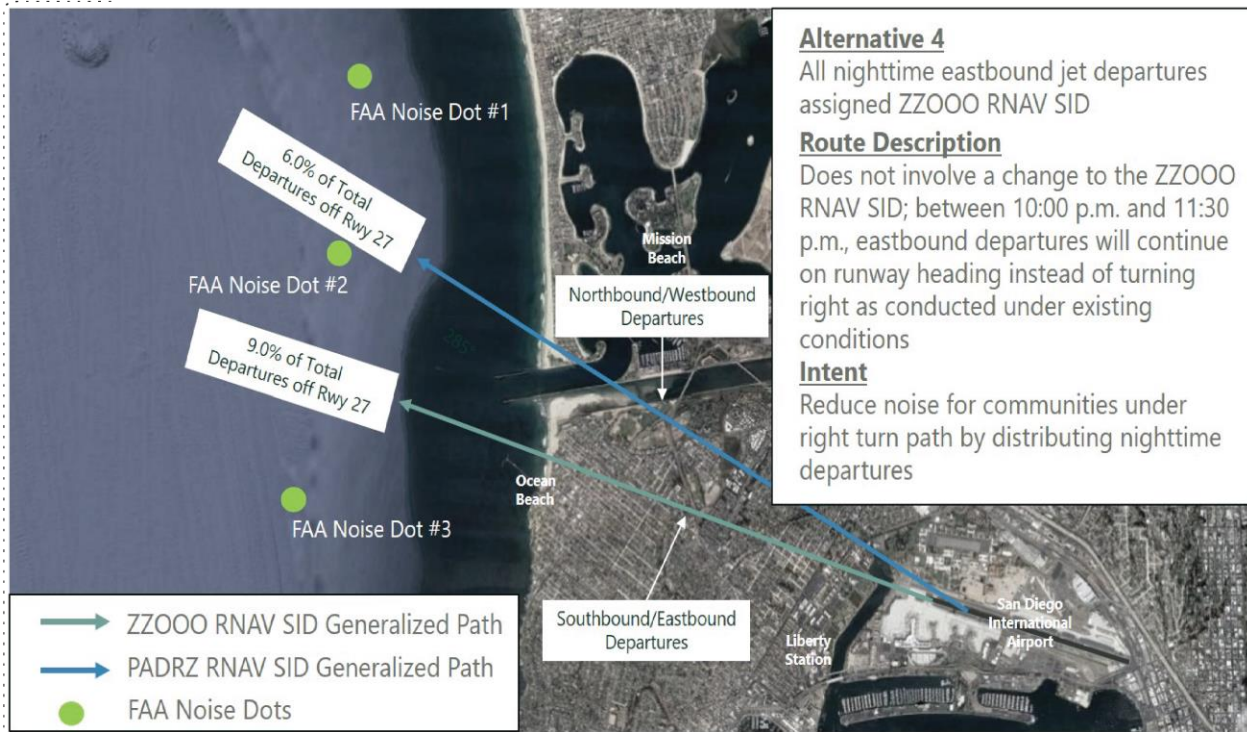 FAA Noise Dot #1
6.0% of Total
Departures off Rwy 27
FAA Noise Dot #2
9.0% of Total
Departures off Rwy 27
285°
FAA Noise Dot #3
Mission
Beach
Northbound/Westbound
Departures
Ocean
Beach
Southbound/Eastbound
Departures
Liberty
Station
San Diego
International
Airport
Alternative 4
All nighttime eastbound jet departures
assigned ZZOOO RNAV SID
Route Description
Does not involve a change to the ZZOOO
RNAV SID; between 10:00 p.m. and 11:30
p.m., eastbound departures will continue
on runway heading instead of turning
right as conducted under existing
conditions
Intent
Reduce noise for communities under
right turn path by distributing nighttime
departures
ZZOOO RNAV SID Generalized Path
PADRZ RNAV SID Generalized Path
FAA Noise Dots